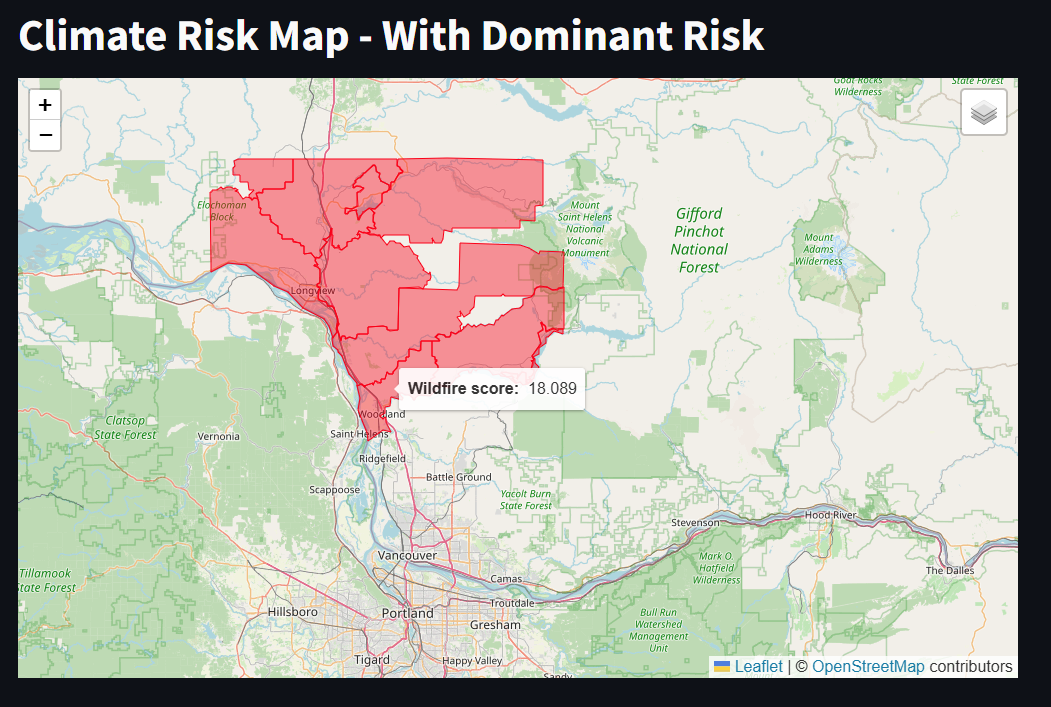 Climate Risk Map - With Dominant Risk
+
−
Goat Rocks
Wilderness
State Forest
Elochoman
Block
Mount
Saint Helens
National
Volcanic
Monument
Gifford
Pinchot
National
Forest
Mount
Adams
Wilderness
Longview
Wildfire score: 18.089
Woodland
Clatsop
State Forest
Vernonia
Saint Helens
Ridgefield
Battle Ground
Scappoose
Yacolt Burn
State Forest
Stevenson
Hood River
Vancouver
Mark O.
Hatfield
Wilderness
The Dalles
Tillamook
State Forest
Camas
Troutdale
Hillsboro
Portland
Gresham
Bull Run
Watershed
Management
Unit
Tigard
Happy Valley
Sandy
Leaflet | © OpenStreetMap contributors